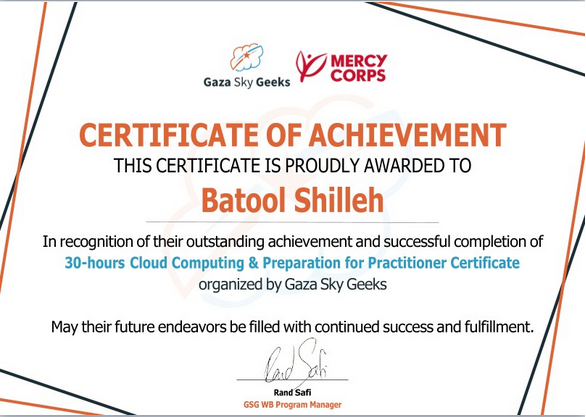 Gaza Sky Geeks
MERCY
CORPS
CERTIFICATE OF ACHIEVEMENT
THIS CERTIFICATE IS PROUDLY AWARDED TO
Batool Shilleh
In recognition of their outstanding achievement and successful completion of
30-hours Cloud Computing & Preparation for Practitioner Certificate
organized by Gaza Sky Geeks
May their future endeavors be filled with continued success and fulfillment.
Rand Safi
Rand Safi
GSG WB Program Manager